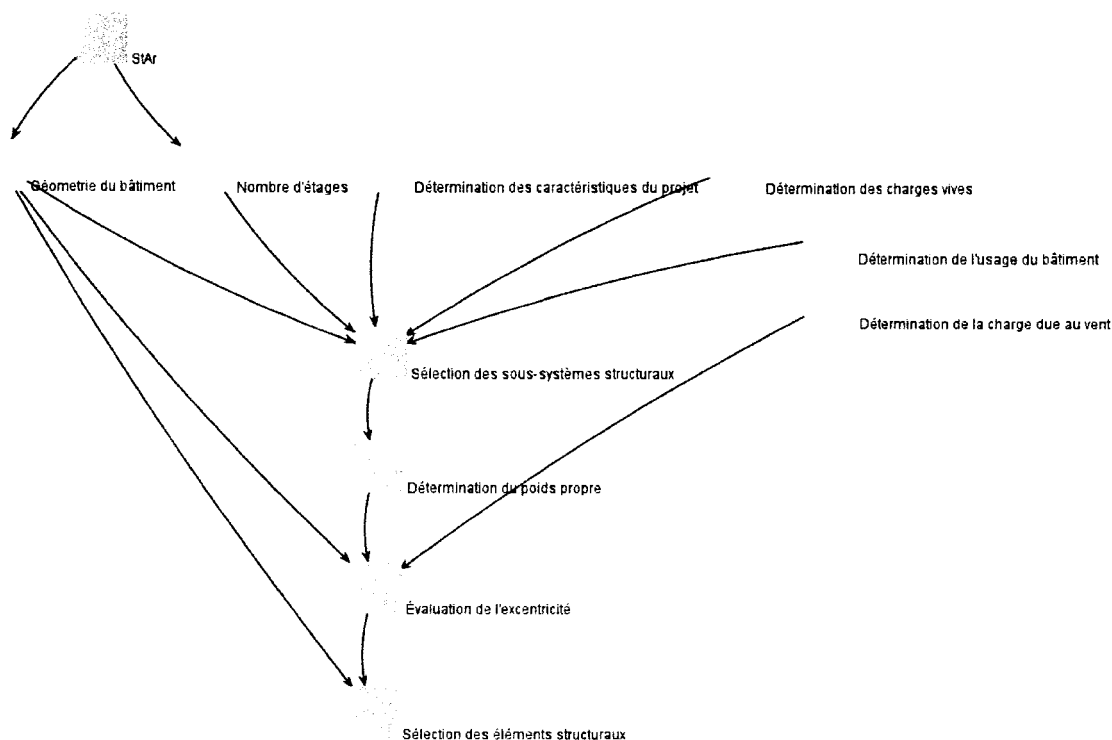 StAr
Géometrie du bâtiment
Nombre d'étages
Détermination des caractéristiques du projet
Détermination des charges vives
Détermination de l'usage du bâtiment
Détermination de la charge due au vent
Sélection des sous-systèmes structuraux
Détermination du poids propre
Évaluation de l'excentricité
Sélection des éléments structuraux